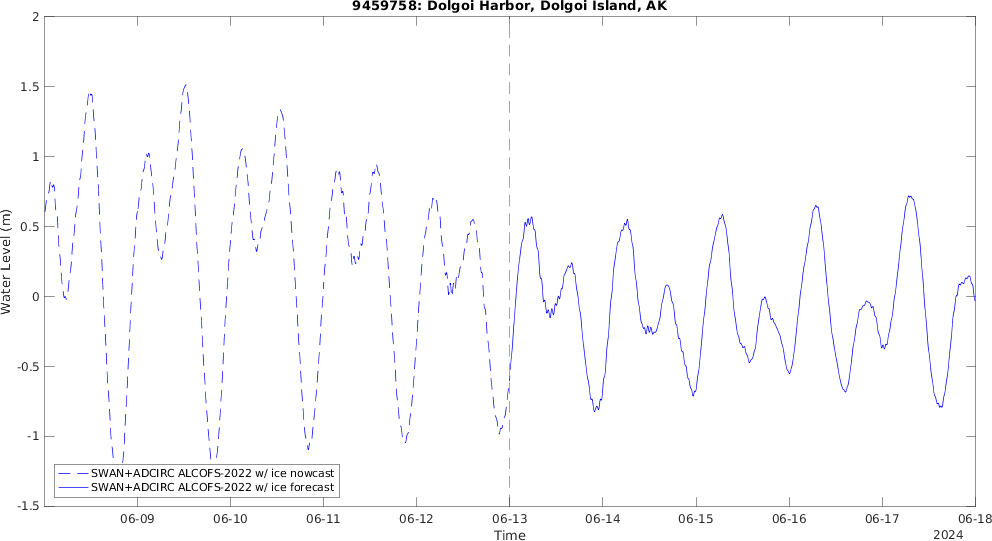 9459758: Dolgoi Harbor, Dolgoi Island, AK
2
1.5
1
0.5
0
-0.5
-1
-1.5
Water Level (m)
SWAN+ADCIRC ALCOFS-2022 w/ ice nowcast
SWAN+ADCIRC ALCOFS-2022 w/ ice forecast
06-09 06-10 06-11 06-12 06-13 06-14 06-15 06-16 06-17 06-18
Time
2024